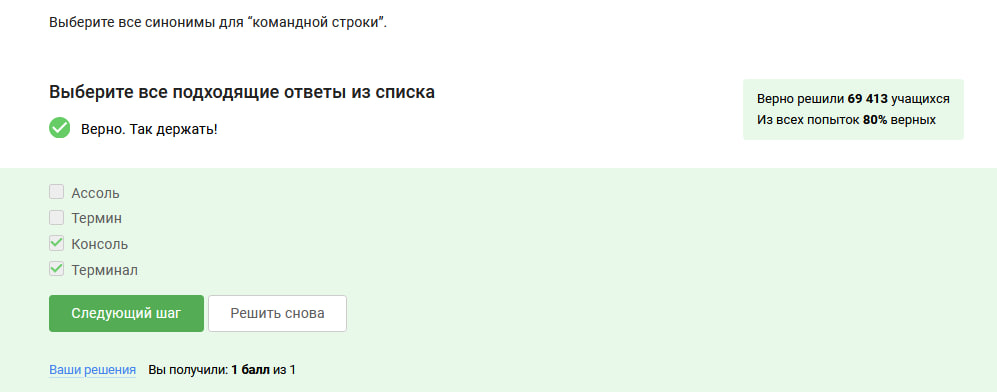 Выберите все синонимы для “командной строки”.
Выберите все подходящие ответы из списка
Верно. Так держать!
Верно решили 69 413 учащихся
Из всех попыток 80% верных
Ассоль
Термин
Консоль
Терминал
Следующий шаг
Решить снова
Ваши решения Вы получили: 1 балл из 1